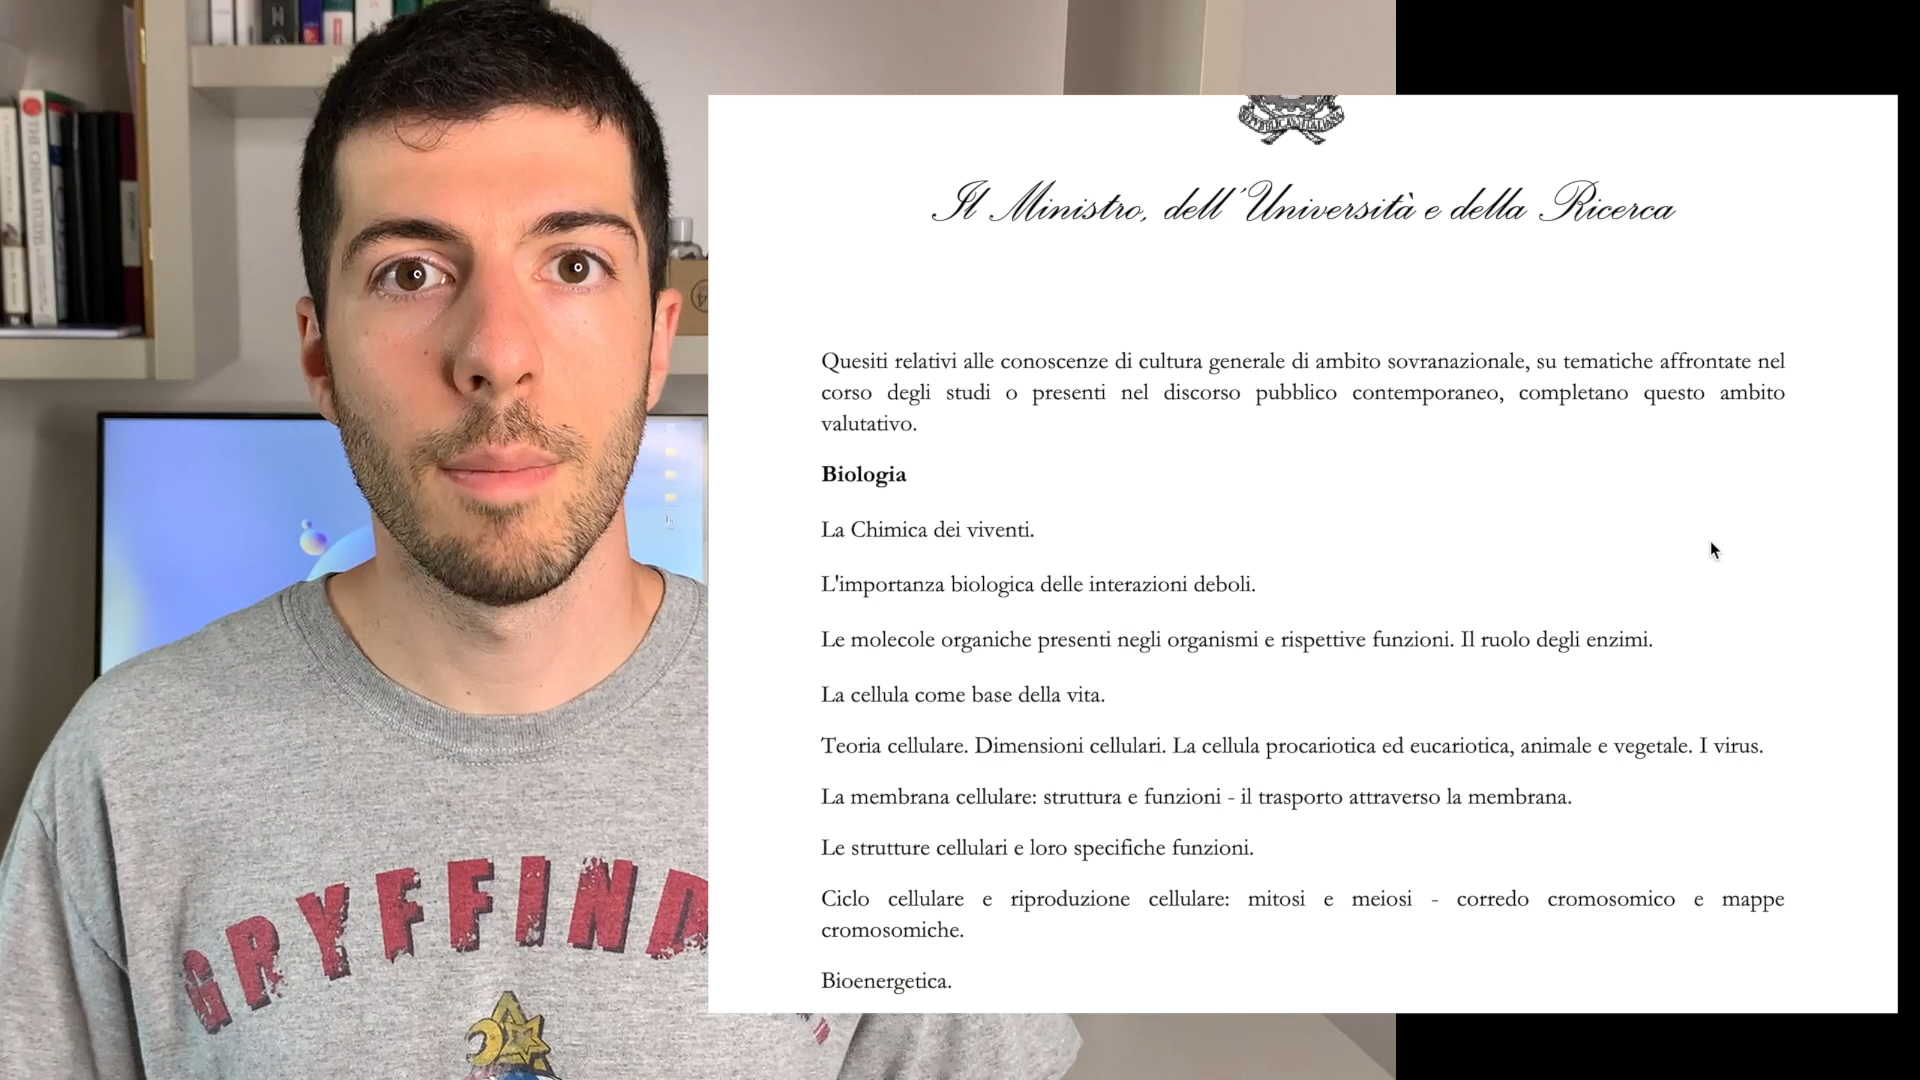 THE CHINA STUDY
REPVBBLICA ITALIANA
Il Ministro, dell'Università e della Ricerca
Quesiti relativi alle conoscenze di cultura generale di ambito sovranazionale, su tematiche affrontate nel
corso degli studi o presenti nel discorso pubblico contemporaneo, completano questo ambito
valutativo.
Biologia
La Chimica dei viventi.
L'importanza biologica delle interazioni deboli.
Le molecole organiche presenti negli organismi e rispettive funzioni. Il ruolo degli enzimi.
La cellula come base della vita.
Teoria cellulare. Dimensioni cellulari. La cellula procariotica ed eucariotica, animale e vegetale. I virus.
La membrana cellulare: struttura e funzioni - il trasporto attraverso la membrana.
Le strutture cellulari e loro specifiche funzioni.
Ciclo cellulare e riproduzione cellulare: mitosi e meiosi - corredo cromosomico e mappe
cromosomiche.
Bioenergetica.
GRYFFIND